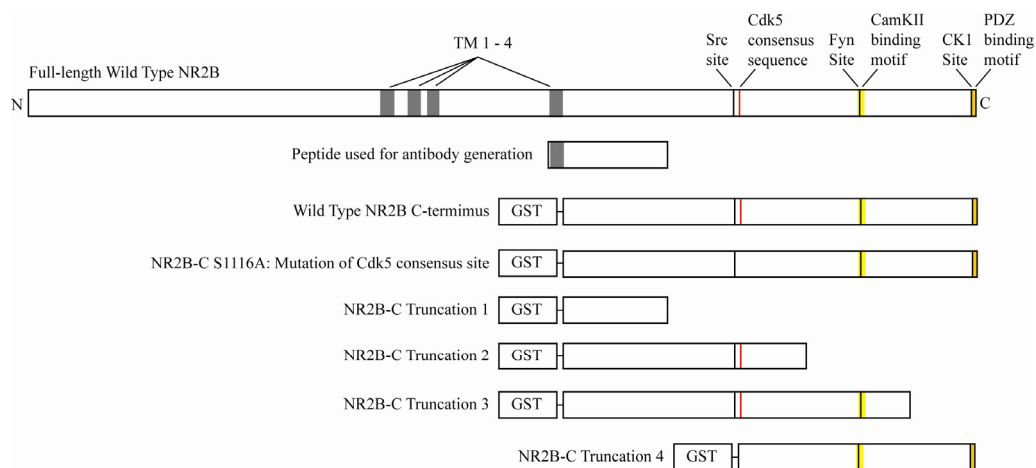 TM 1 - 4
Src
site
Cdk5
consensus
sequence
Fyn
Site
CamKII
binding
motif
CK1
Site
PDZ
binding
motif
Full-length Wild Type NR2B
N
C
Peptide used for antibody generation
Wild Type NR2B C-termimus
GST
NR2B-C S1116A: Mutation of Cdk5 consensus site
GST
NR2B-C Truncation 1
GST
NR2B-C Truncation 2
GST
NR2B-C Truncation 3
GST
NR2B-C Truncation 4
GST